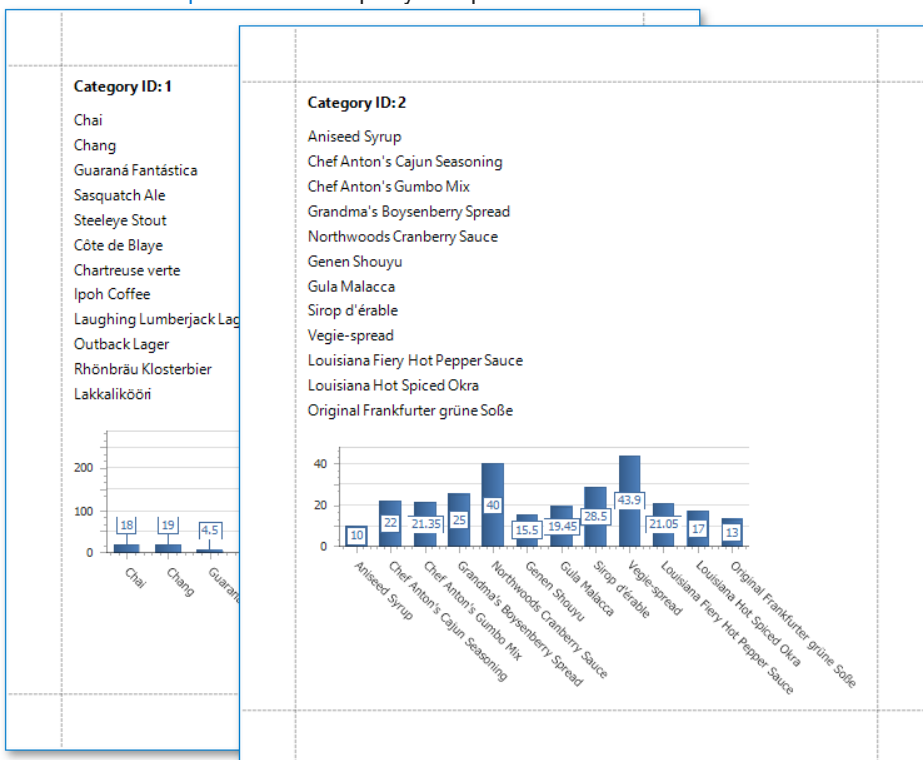 Category ID: 1
Chai
Chang
Guaraná Fantástica
Sasquatch Ale
Steeleye Stout
Côte de Blaye
Chartreuse verte
Ipoh Coffee
Laughing Lumberjack Lag
Outback Lager
Rhönbräu Klosterbier
Lakkalikööri
200
100
0
18
19
4.5
Chai
Chang
Guaran
Category ID: 2
Aniseed Syrup
Chef Anton's Cajun Seasoning
Chef Anton's Gumbo Mix
Grandma's Boysenberry Spread
Northwoods Cranberry Sauce
Genen Shouyu
Gula Malacca
Sirop d'érable
Vegie-spread
Louisiana Fiery Hot Pepper Sauce
Louisiana Hot Spiced Okra
Original Frankfurter grüne Soße
40
20
0
10
22
21.35
25
40
15.5
19.45
28.5
43.9
21.05
17
13
Aniseed Syrup
Chef Anton's Cajun Seasoning
Chef Anton's Gumbo Mix
Grandma's Boysenberry Spread
Northwoods Cranberry Sauce
Genen Shouyu
Gula Malacca
Sirop d'érable
Vegie-spread
Louisiana Fiery Hot Pepper Sauce
Louisiana Hot Spiced Okra
Original Frankfurter grüne Soße